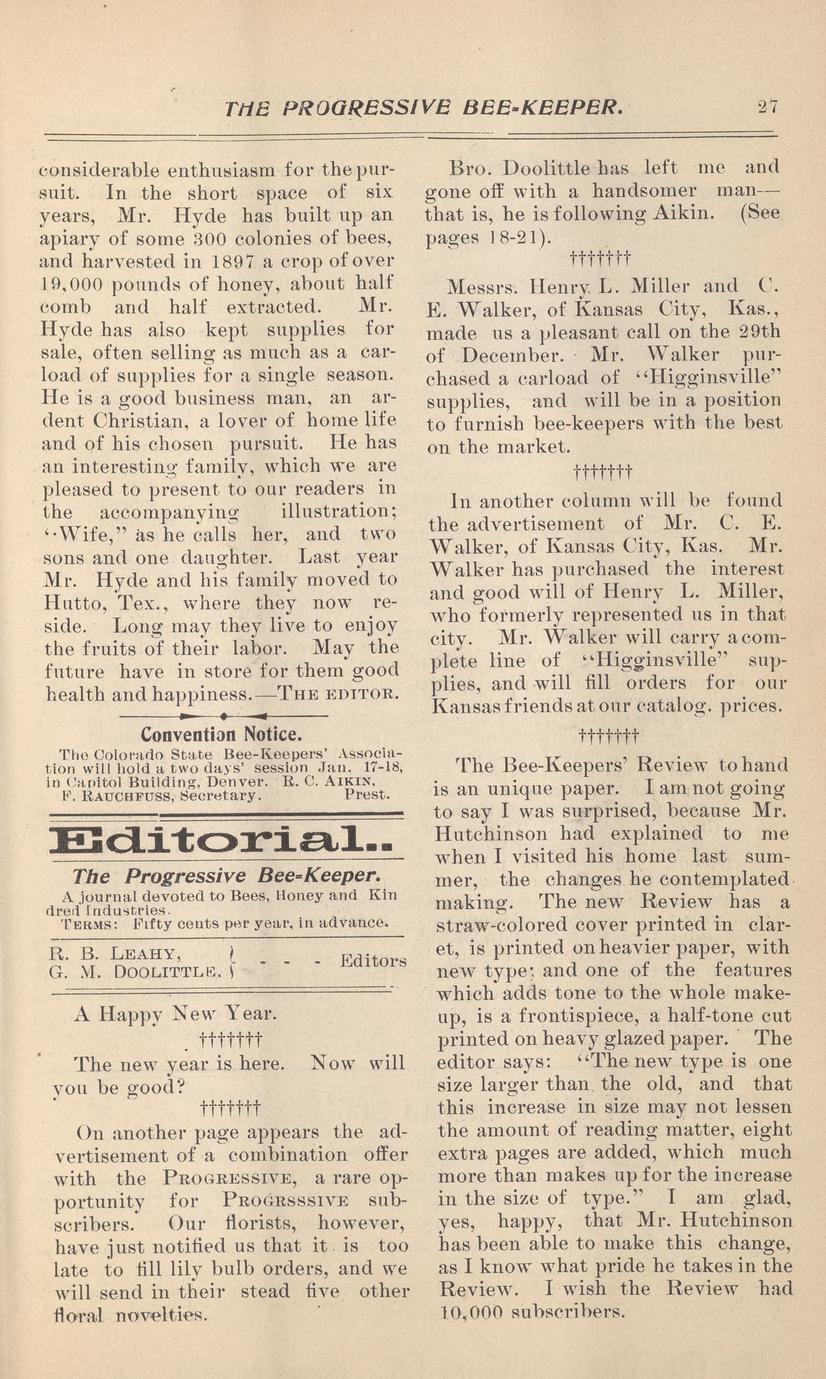 THE PROGRESSIVE BEE-KEEPER. 27
considerable enthusiasm for the pur-
suit. In the short space of six
years, Mr. Hyde has built up an
apiary of some 300 colonies of bees,
and harvested in 1897 a crop of over
19,000 pounds of honey, about half
comb and half extracted. Mr.
Hyde has also kept supplies for
sale, often selling as much as a car-
load of supplies for a single season.
He is a good business man, an ar-
dent Christian, a lover of home life
and of his chosen pursuit. He has
an interesting family, which we are
pleased to present to our readers in
the accompanying illustration;
"Wife," as he calls her, and two
sons and one daughter. Last year
Mr. Hyde and his family moved to
Hutto, Tex., where they now re-
side. Long may they live to enjoy
the fruits of their labor. May the
future have in store for them good
health and happiness.—THE EDITOR.
Convention Notice.
The Colorado State Bee-Keepers' Associa-
tion will hold a two days' session Jan. 17-18,
in Capitol Building, Denver. R. C. AIKIN,
F. RAUCHFUSS, Secretary. Prest.
Editorial..
The Progressive Bee-Keeper.
A journal devoted to Bees, Honey and Kin
dred Industries.
TERMS: Fifty cents per year, in advance.
R. B. LEAHY, }
G. M. DOOLITTLE. } - - - Editors
A Happy New Year.
†††††††
The new year is here. Now will
you be good?
†††††††
On another page appears the ad-
vertisement of a combination offer
with the PROGRESSIVE, a rare op-
portunity for PROGRSSSIVE sub-
scribers. Our florists, however,
have just notified us that it is too
late to fill lily bulb orders, and we
will send in their stead five other
floral novelties.
Bro. Doolittle has left me and
gone off with a handsomer man—
that is, he is following Aikin. (See
pages 18-21).
†††††††
Messrs. Henry L. Miller and C.
E. Walker, of Kansas City, Kas.,
made us a pleasant call on the 29th
of December. Mr. Walker pur-
chased a carload of "Higginsville"
supplies, and will be in a position
to furnish bee-keepers with the best
on the market.
†††††††
In another column will be found
the advertisement of Mr. C. E.
Walker, of Kansas City, Kas. Mr.
Walker has purchased the interest
and good will of Henry L. Miller,
who formerly represented us in that
city. Mr. Walker will carry a com-
plete line of "Higginsville" sup-
plies, and will fill orders for our
Kansas friends at our catalog. prices.
†††††††
The Bee-Keepers' Review to hand
is an unique paper. I am not going
to say I was surprised, because Mr.
Hutchinson had explained to me
when I visited his home last sum-
mer, the changes he contemplated
making. The new Review has a
straw-colored cover printed in clar-
et, is printed on heavier paper, with
new type; and one of the features
which adds tone to the whole make-
up, is a frontispiece, a half-tone cut
printed on heavy glazed paper. The
editor says: "The new type is one
size larger than the old, and that
this increase in size may not lessen
the amount of reading matter, eight
extra pages are added, which much
more than makes up for the increase
in the size of type." I am glad,
yes, happy, that Mr. Hutchinson
has been able to make this change,
as I know what pride he takes in the
Review. I wish the Review had
10,000 subscribers.